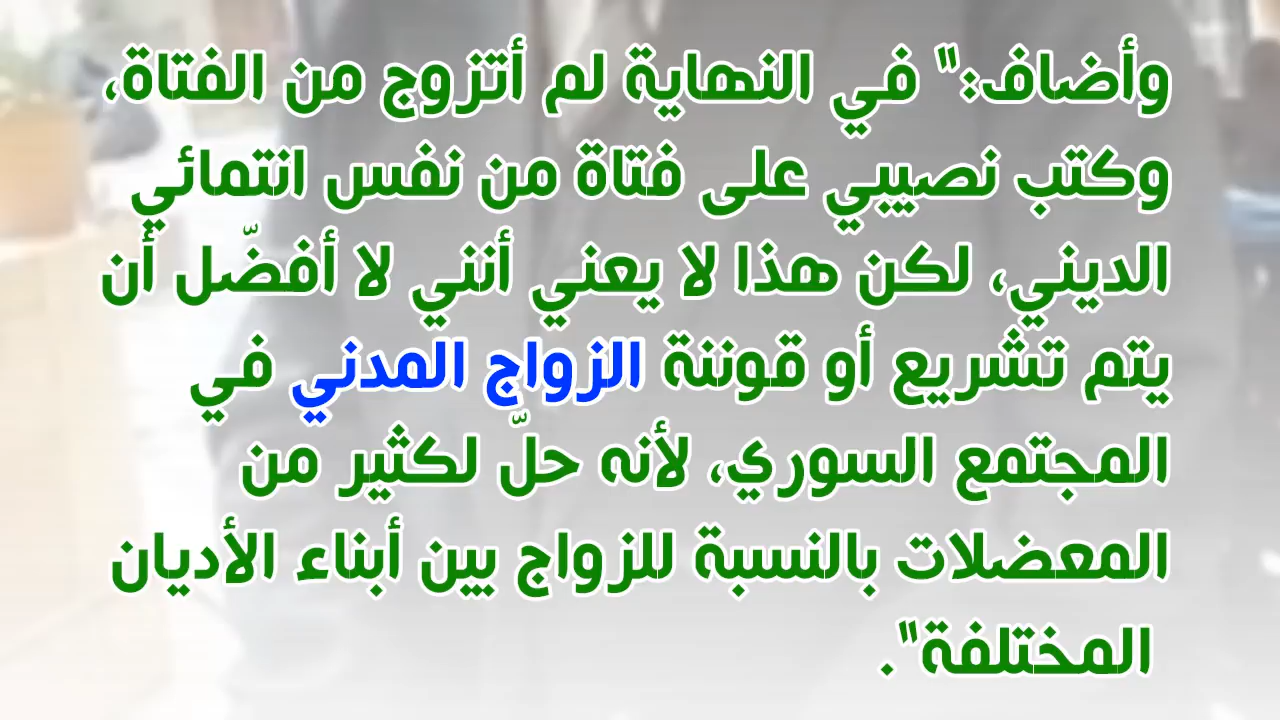 وأضاف:" في النهاية لم أتزوج من الفتاة،
وكتب نصيبي على فتاة من نفس انتمائي
الديني، لكن هذا لا يعني أنني لا أفضّل أن
يتم تشريع أو قوننة الزواج المدني في
المجتمع السوري، لأنه حلّ لكثير من
المعضلات بالنسبة للزواج بين أبناء الأديان
المختلفة".